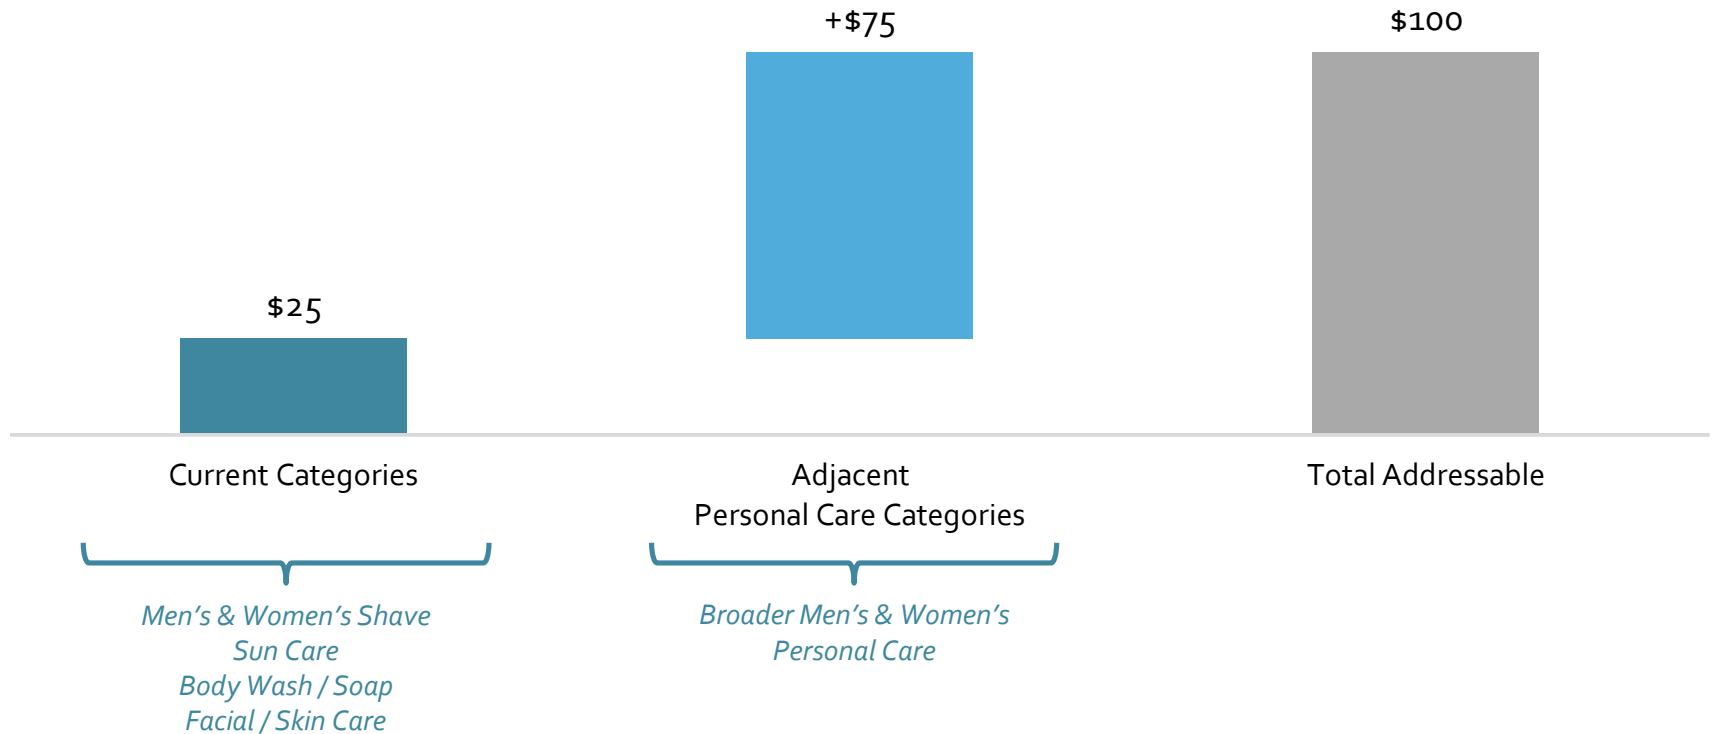 $25
+$75
$100
Current Categories
Adjacent
Personal Care Categories
Total Addressable
Men’s & Women’s Shave
Sun Care
Body Wash / Soap
Facial / Skin Care
Broader Men’s & Women’s
Personal Care